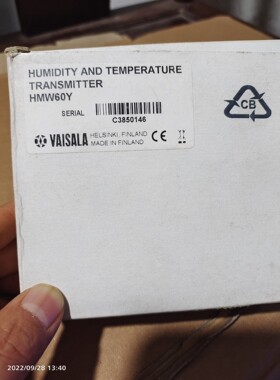 HUMIDITY AND TEMPERATURE
TRANSMITTER
HMW60Y
SERIAL
C3850146
VAISALA HELSINKI, FINLAND
MADE IN FINLAND
CE
CB
2022/09/28 13:40